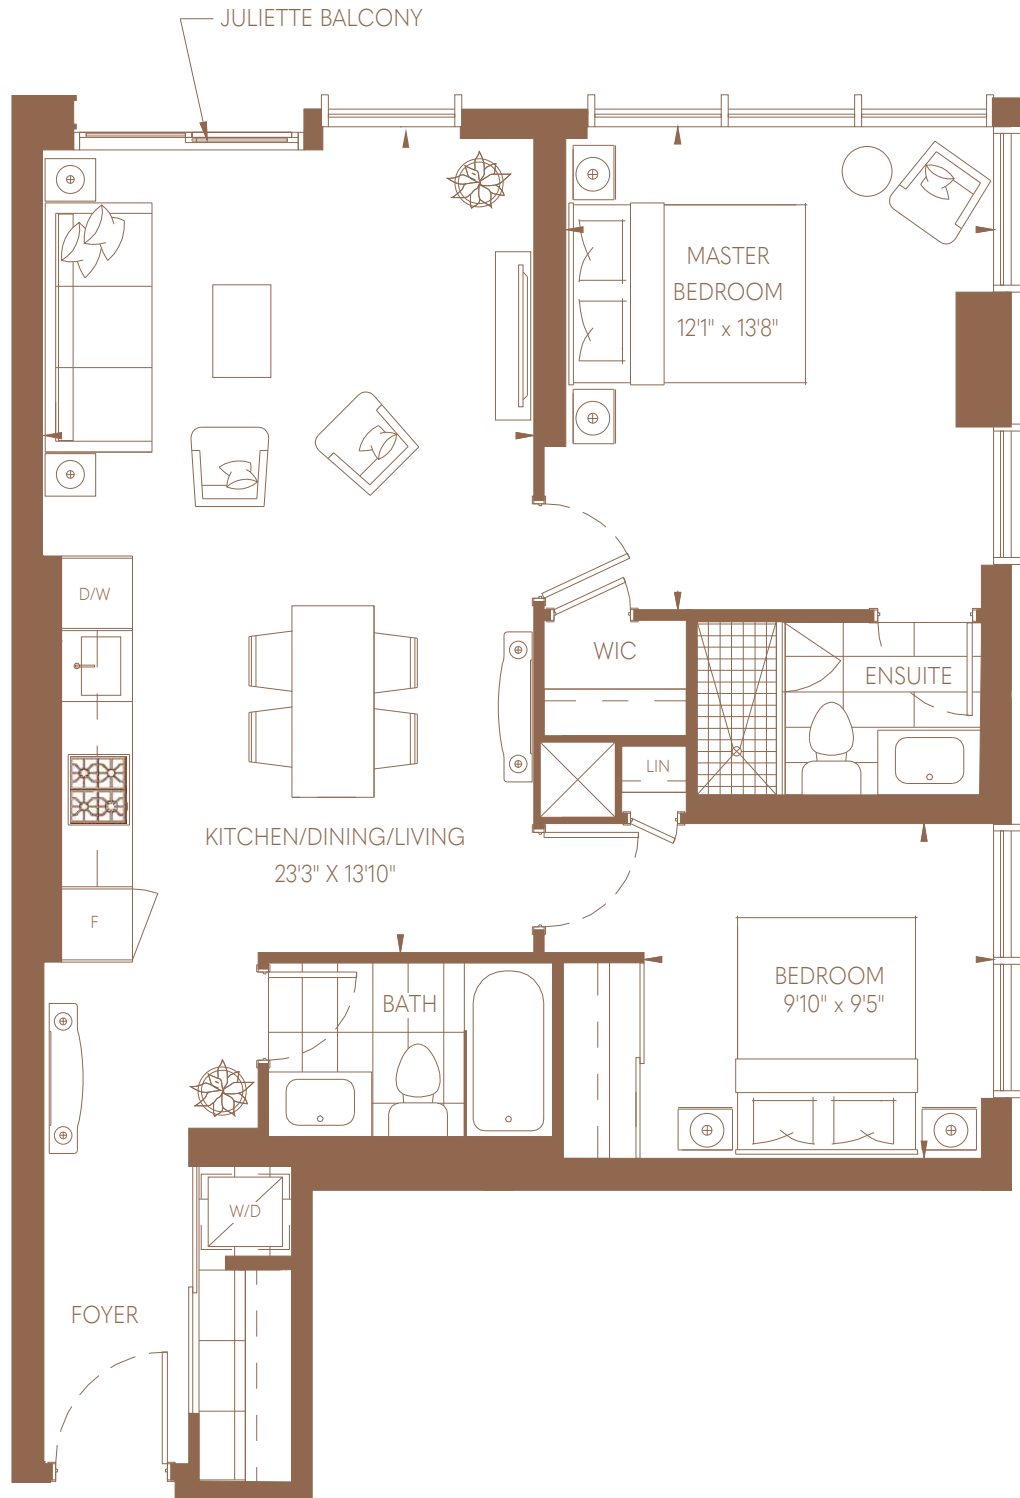 JULIETTE BALCONY
MASTER
BEDROOM
12'1" x 13'8"
D/W
WIC
ENSUITE
LIN
KITCHEN/DINING/LIVING
23'3" X 13'10"
F
BATH
BEDROOM
9'10" x 9'5"
W/D
FOYER